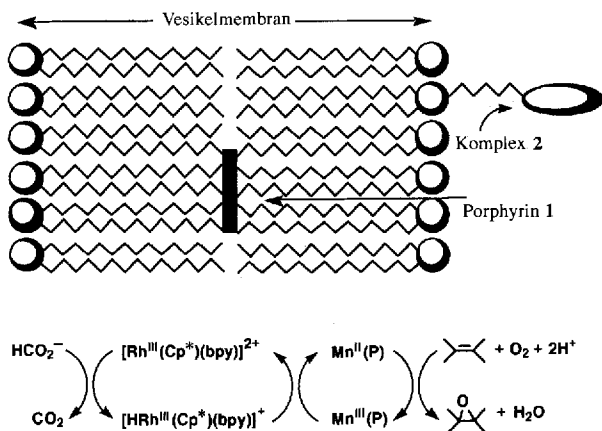 Vesikelmembran
Komplex 2
Porphyrin 1
HCO₂⁻ [Rhᴵᴵᴵ(Cp*)(bpy)]²⁺ Mnᴵᴵ(P) + O₂ + 2H⁺
CO₂ [HRhᴵᴵᴵ(Cp*)(bpy)]⁺ Mnᴵᴵᴵ(P) O + H₂O